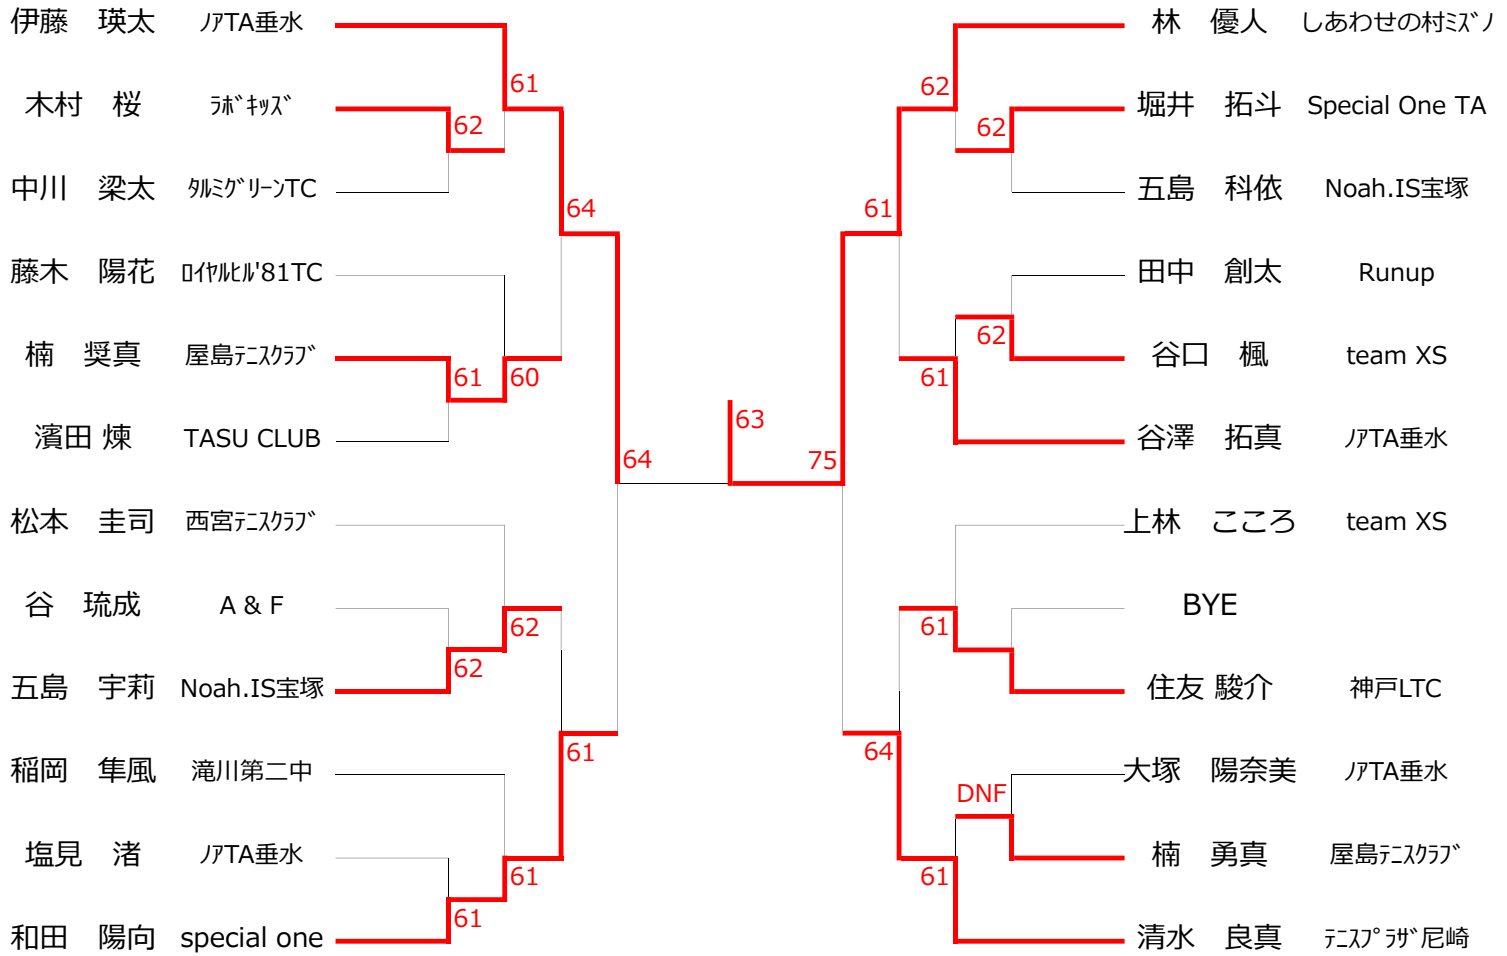 伊藤　瑛太 ﾉｱTA垂水
木村　桜 ﾗﾎﾞｷｯｽﾞ
中川　梁太 ﾀﾙﾐｸﾞﾘｰﾝTC
藤木　陽花 ﾛｲﾔﾙﾋﾙ'81TC
楠　奨真 屋島ﾃﾆｽｸﾗﾌﾞ
濱田 煉 TASU CLUB
松本　圭司 西宮ﾃﾆｽｸﾗﾌﾞ
谷　琉成 A & F
五島　宇莉 Noah.IS宝塚
稲岡　隼風 滝川第二中
塩見　渚 ﾉｱTA垂水
和田　陽向 special one
61
62
64
61
60
64
62
62
61
61
61
63
75
林　優人 しあわせの村ﾐｽﾞﾉ
堀井　拓斗 Special One TA
五島　科依 Noah.IS宝塚
田中　創太 Runup
谷口　楓 team XS
谷澤　拓真 ﾉｱTA垂水
上林　こころ team XS
BYE
住友 駿介 神戸LTC
大塚　陽奈美 ﾉｱTA垂水
楠　勇真 屋島ﾃﾆｽｸﾗﾌﾞ
清水　良真 ﾃﾆｽﾌﾟﾗｻﾞ尼崎
62
62
61
62
61
61
64
DNF
61